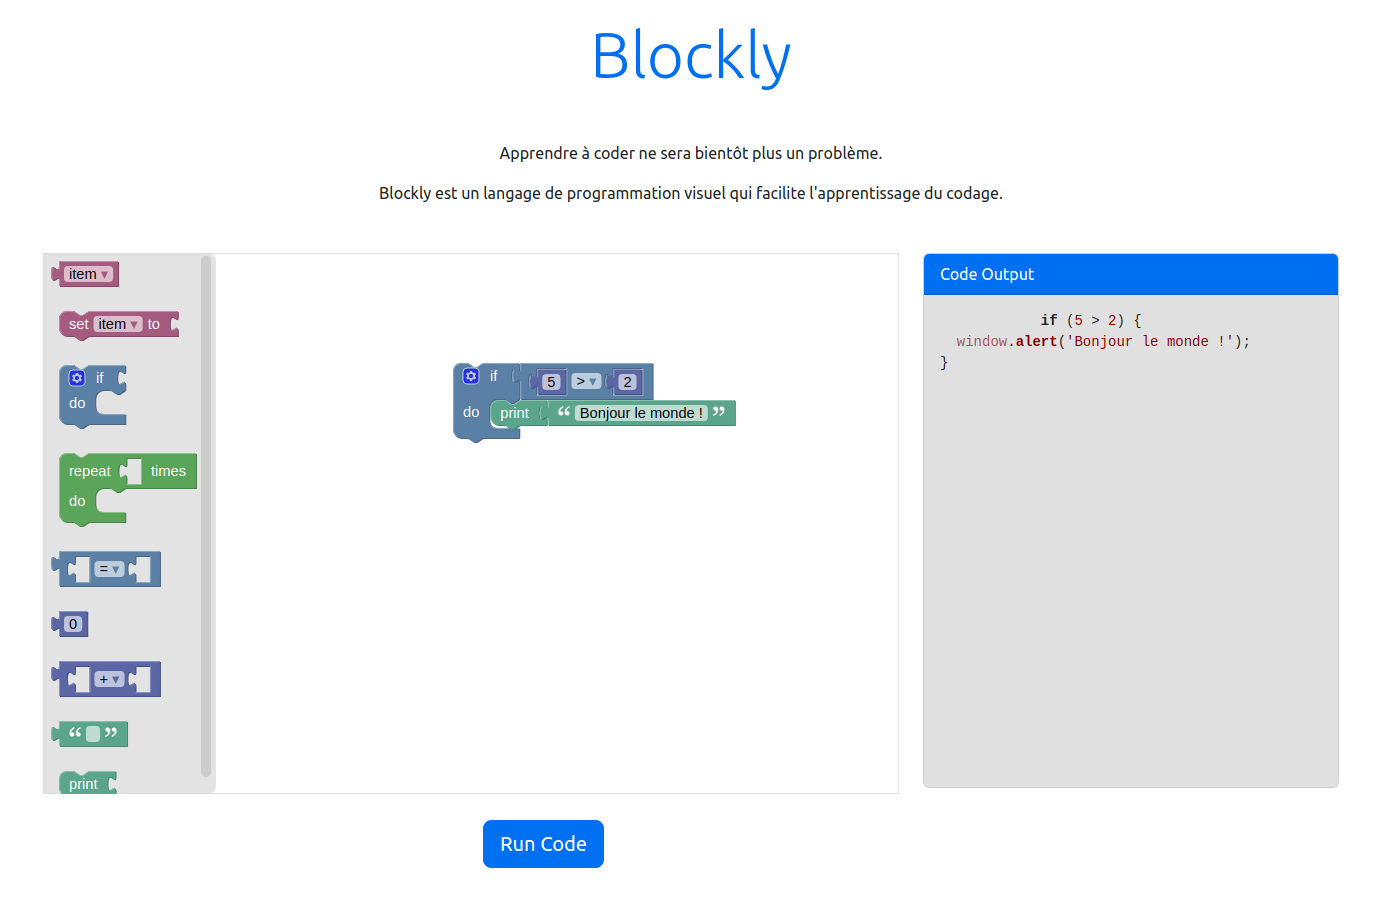 Blockly
Apprendre à coder ne sera bientôt plus un problème.
Blockly est un langage de programmation visuel qui facilite l'apprentissage du codage.
item ▾
set item ▾ to
if
do
repeat times
do
= ▾
0
+ ▾
“ ”
print
if 5 > ▾ 2
do print “ Bonjour le monde ! ”
Code Output
if (5 > 2) {
window.alert('Bonjour le monde !');
}
Run Code